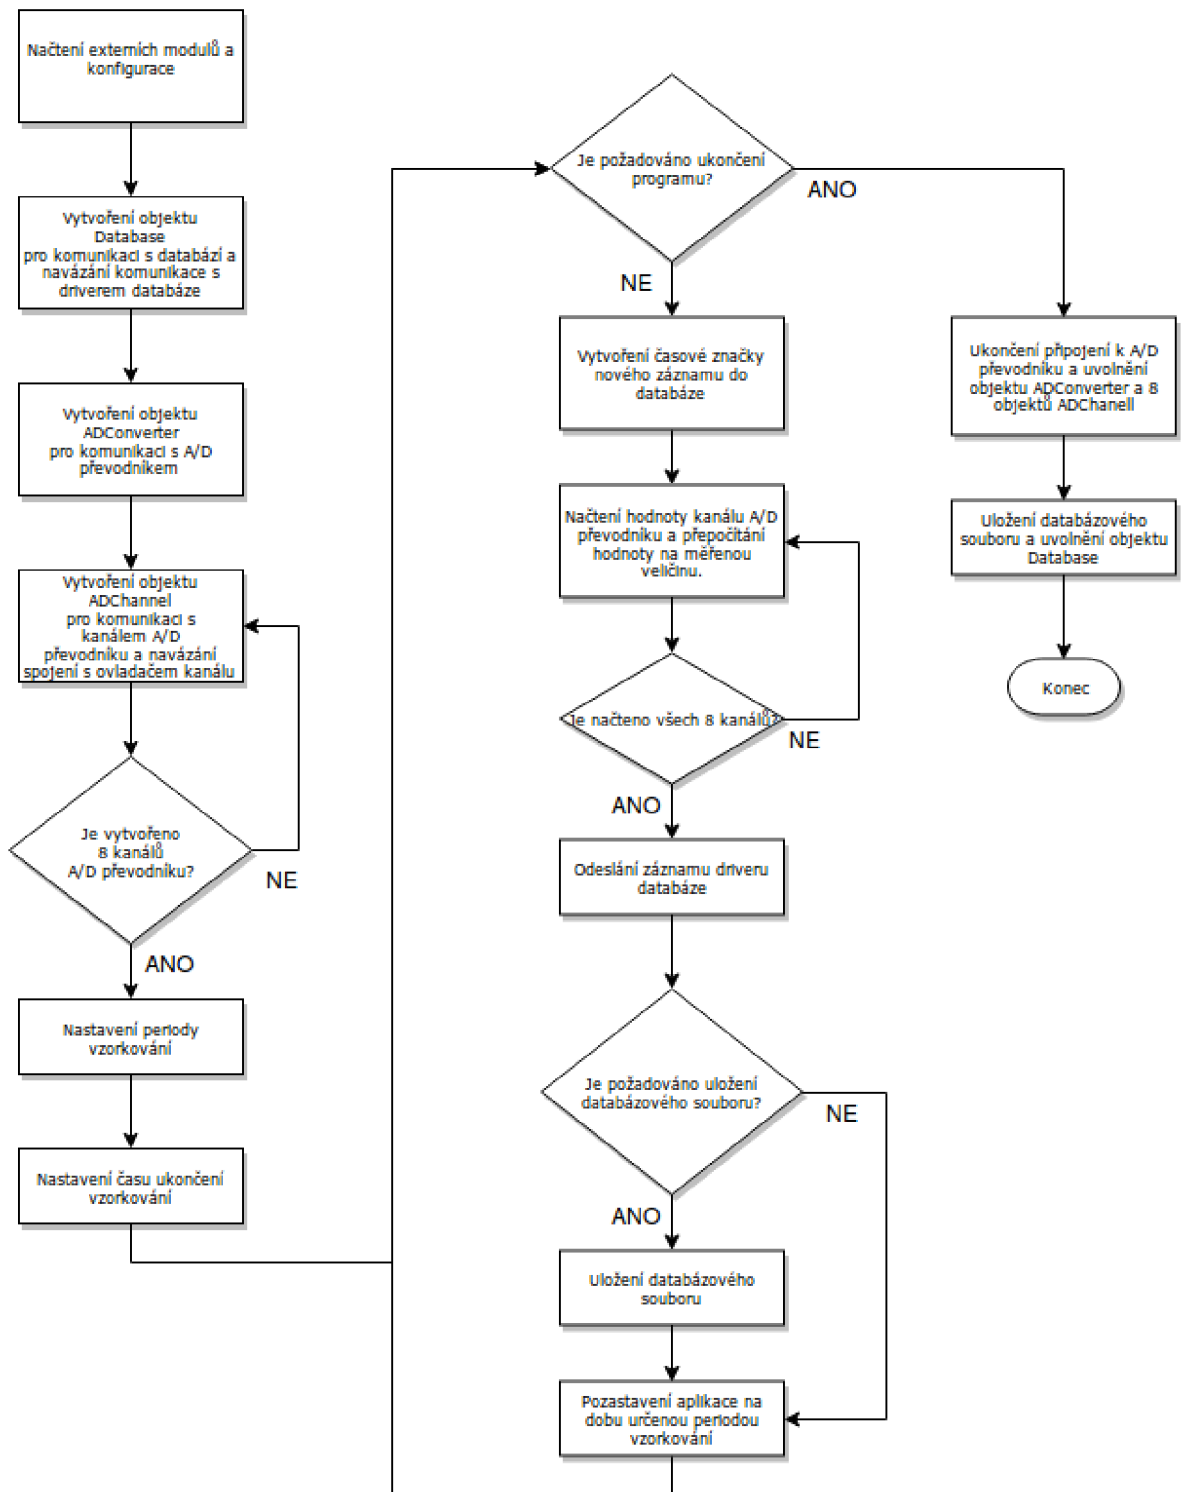 Načtení externích modulů a
konfigurace
Vytvoření objektu
Database
pro komunikaci s databází a
navázání komunikace s
driverem databáze
Vytvoření objektu
ADConverter
pro komunikaci s A/D
převodníkem
Vytvoření objektu
ADChannel
pro komunikaci s
kanálem A/D
převodníku a navázání
spojení s ovladačem kanálu
Je vytvořeno
8 kanálů
A/D převodníku?
NE
ANO
Nastavení periody
vzorkování
Nastavení času ukončení
vzorkování
Je požadováno ukončení
programu?
ANO
NE
Vytvoření časové značky
nového záznamu do
databáze
Načtení hodnoty kanálu A/D
převodníku a přepočítání
hodnoty na měřenou
veličinu.
Je načteno všech 8 kanálů?
NE
ANO
Odeslání záznamu driveru
databáze
Je požadováno uložení
databázového souboru?
NE
ANO
Uložení databázového
souboru
Pozastavení aplikace na
dobu určenou periodou
vzorkování
Ukončení připojení k A/D
převodníku a uvolnění
objektu ADConverter a 8
objektů ADChanell
Uložení databázového
souboru a uvolnění objektu
Database
Konec